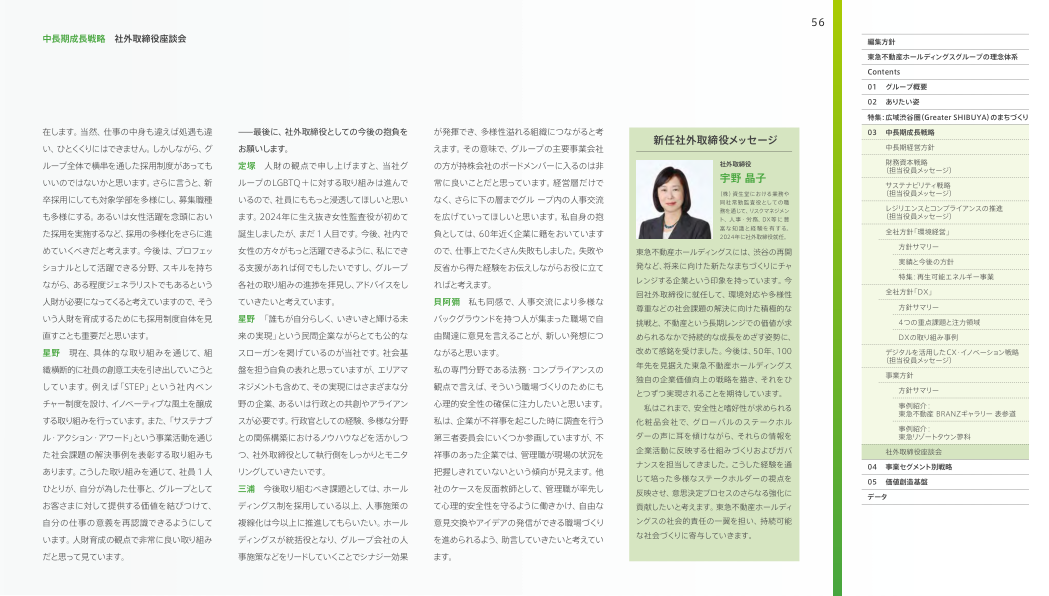 56
中長期成長戦略 社外取締役座談会
在します。当然、仕事の中身も違えば処遇も違
い、ひとくくりにはできません。しかしながら、グ
ループ全体で横串を通した採用制度があっても
いいのではないかと思います。さらに言うと、新
卒採用にしても対象学部を多様にし、募集職種
も多様にする。あるいは女性活躍を念頭におい
た採用を実施するなど、採用の多様化をさらに進
めていくべきだと考えます。今後は、プロフェッ
ショナルとして活躍できる分野、スキルを持ち
ながら、ある程度ジェネラリストでもあるという
人財が必要になってくると考えていますので、そう
いう人財を育成するためにも採用制度自体を見
直すことも重要だと思います。
星野 現在、具体的な取り組みを通じて、組
織横断的に社員の創意工夫を引き出していこうと
しています。例えば「STEP」という社内ベン
チャー制度を設け、イノベーティブな風土を醸成
する取り組みを行っています。また、「サステナブ
ル・アクション・アワード」という事業活動を通じ
た社会課題の解決事例を表彰する取り組みも
あります。こうした取り組みを通じて、社員1人
ひとりが、自分が為した仕事と、グループとして
お客さまに対して提供する価値を結びつけて、
自分の仕事の意義を再認識できるようにして
います。人財育成の観点で非常に良い取り組み
だと思って見ています。
――最後に、社外取締役としての今後の抱負を
お願いします。
定塚 人財の観点で申し上げますと、当社グ
ループのLGBTQ+に対する取り組みは進んで
いるので、社員にももっと浸透してほしいと思い
ます。2024年に生え抜き女性監査役が初めて
誕生しましたが、まだ1人目です。今後、社内で
女性の方々がもっと活躍できるように、私にでき
る支援があれば何でもしたいですし、グループ
各社の取り組みの進捗を拝見し、アドバイスをし
ていきたいと考えています。
星野 「誰もが自分らしく、いきいきと輝ける未
来の実現」という民間企業ながらとても公的な
スローガンを掲げているのが当社です。社会基
盤を担う自負の表れと思っていますが、エリアマ
ネジメントも含めて、その実現にはさまざまな分
野の企業、あるいは行政との共創やアライアン
スが必要です。行政官としての経験、多様な分野
との関係構築におけるノウハウなどを活かしつ
つ、社外取締役として執行側をしっかりとモニタ
リングしていきたいです。
三浦 今後取り組むべき課題としては、ホール
ディングス制を採用している以上、人事施策の
複線化は今以上に推進してもらいたい。ホール
ディングスが統括役となり、グループ会社の人
事施策などをリードしていくことでシナジー効果
が発揮でき、多様性溢れる組織につながると考
えます。その意味で、グループの主要事業会社
の方が持株会社のボードメンバーに入るのは非
常に良いことだと思っています。経営層だけで
なく、さらに下の層までグループ内の人事交流
を広げていってほしいと思います。私自身の抱
負としては、60年近く企業に籍をおいています
ので、仕事上でたくさん失敗もしました。失敗や
反省から得た経験をお伝えしながらお役に立て
ればと考えます。
貝阿彌 私も同感で、人事交流により多様な
バックグラウンドを持つ人が集まった職場で自
由闊達に意見を言えることが、新しい発想につ
ながると思います。
私の専門分野である法務・コンプライアンスの
観点で言えば、そういう職場づくりのためにも
心理的安全性の確保に注力したいと思います。
私は、企業が不祥事を起こした時に調査を行う
第三者委員会にいくつか参画していますが、不
祥事のあった企業では、管理職が現場の状況を
把握しきれていないという傾向が見えます。他
社のケースを反面教師として、管理職が率先し
て心理的安全性を守るように働きかけ、自由な
意見交換やアイデアの発信ができる職場づくり
を進められるよう、助言していきたいと考えてい
ます。
新任社外取締役メッセージ
社外取締役
宇野 晶子
(株)資生堂における業務や
同社常勤監査役としての職
務を通じて、リスクマネジメン
ト、人事・労務、DX等に豊
富な知識と経験を有する。
2024年に社外取締役就任。
東急不動産ホールディングスには、渋谷の再開
発など、将来に向けた新たなまちづくりにチャ
レンジする企業という印象を持っています。今
回社外取締役に就任して、環境対応や多様性
尊重などの社会課題の解決に向けた積極的な
挑戦と、不動産という長期レンジでの価値が求
められるなかで持続的な成長をめざす姿勢に、
改めて感銘を受けました。今後は、50年、100
年先を見据えた東急不動産ホールディングス
独自の企業価値向上の戦略を描き、それをひ
とつずつ実現されることを期待しています。
私はこれまで、安全性と嗜好性が求められる
化粧品会社で、グローバルのステークホル
ダーの声に耳を傾けながら、それらの情報を
企業活動に反映する仕組みづくりおよびガバ
ナンスを担当してきました。こうした経験を通
じて培った多様なステークホルダーの視点を
反映させ、意思決定プロセスのさらなる強化に
貢献したいと考えます。東急不動産ホールディ
ングスの社会的責任の一翼を担い、持続可能
な社会づくりに寄与していきます。
編集方針
東急不動産ホールディングスグループの理念体系
Contents
01 グループ概要
02 ありたい姿
特集:広域渋谷圏(Greater SHIBUYA)のまちづくり
03 中長期成長戦略
中長期経営方針
財務資本戦略
(担当役員メッセージ)
サステナビリティ戦略
(担当役員メッセージ)
レジリエンスとコンプライアンスの推進
(担当役員メッセージ)
全社方針「環境経営」
方針サマリー
実績と今後の方針
特集:再生可能エネルギー事業
全社方針「DX」
方針サマリー
4つの重点課題と注力領域
DXの取り組み事例
デジタルを活用したCX・イノベーション戦略
(担当役員メッセージ)
事業方針
方針サマリー
事例紹介:
東急不動産 BRANZギャラリー 表参道
事例紹介:
東急リゾートタウン蓼科
社外取締役座談会
04 事業セグメント別戦略
05 価値創造基盤
データ